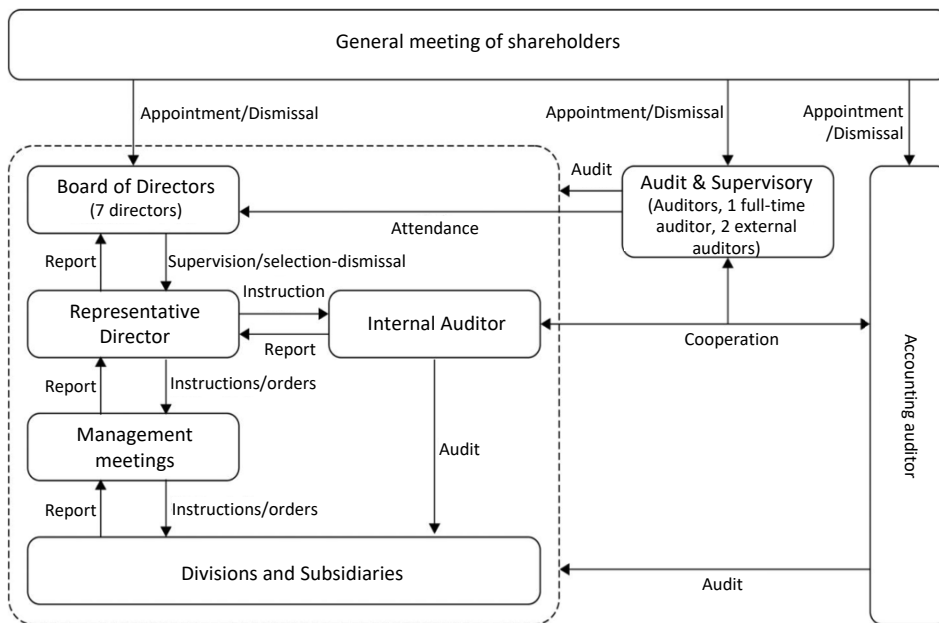 General meeting of shareholders
Appointment/Dismissal
Appointment/Dismissal
Appointment
/Dismissal
Board of Directors
(7 directors)
Audit
Audit & Supervisory
(Auditors, 1 full-time
auditor, 2 external
auditors)
Attendance
Report
Supervision/selection-dismissal
Instruction
Representative
Director
Internal Auditor
Report
Cooperation
Accounting auditor
Report
Instructions/orders
Management
meetings
Audit
Report
Instructions/orders
Divisions and Subsidiaries
Audit